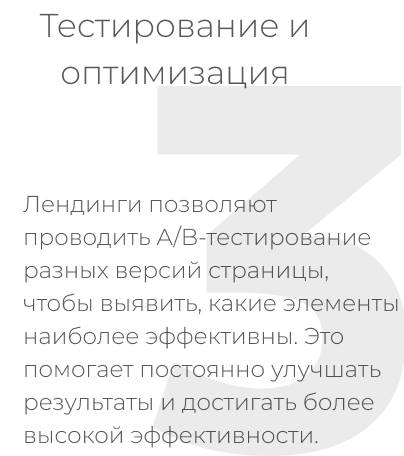 Тестирование и
оптимизация
3
Лендинги позволяют
проводить A/B-тестирование
разных версий страницы,
чтобы выявить, какие элементы
наиболее эффективны. Это
помогает постоянно улучшать
результаты и достигать более
высокой эффективности.